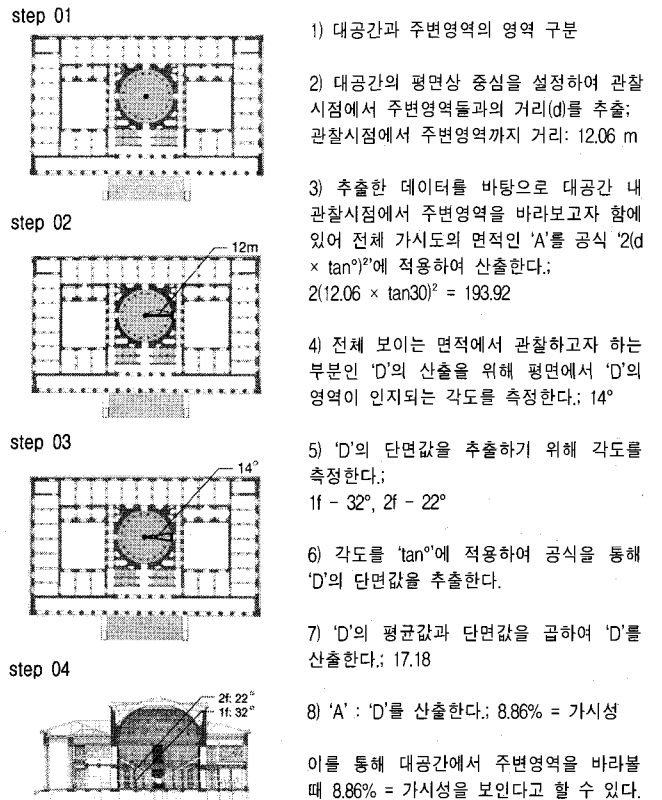 step 01
step 02
12m
step 03
14°
step 04
2f: 22°
1f: 32°
1) 대공간과 주변영역의 영역 구분
2) 대공간의 평면상 중심을 설정하여 관찰
시점에서 주변영역들과의 거리(d)를 추출;
관찰시점에서 주변영역까지 거리: 12.06 m
3) 추출한 데이터를 바탕으로 대공간 내
관찰시점에서 주변영역을 바라보고자 함에
있어 전체 가시도의 면적인 ‘A’를 공식 ‘2(d
× tan°)²’에 적용하여 산출한다.;
2(12.06 × tan30)² = 193.92
4) 전체 보이는 면적에서 관찰하고자 하는
부분인 ‘D’의 산출을 위해 평면에서 ‘D’의
영역이 인지되는 각도를 측정한다.; 14°
5) ‘D’의 단면값을 추출하기 위해 각도를
측정한다.;
1f - 32°, 2f - 22°
6) 각도를 ‘tan°’에 적용하여 공식을 통해
‘D’의 단면값을 추출한다.
7) ‘D’의 평균값과 단면값을 곱하여 ‘D’를
산출한다.; 17.18
8) ‘A’ : ‘D’를 산출한다.; 8.86% = 가시성
이를 통해 대공간에서 주변영역을 바라볼
때 8.86% = 가시성을 보인다고 할 수 있다.